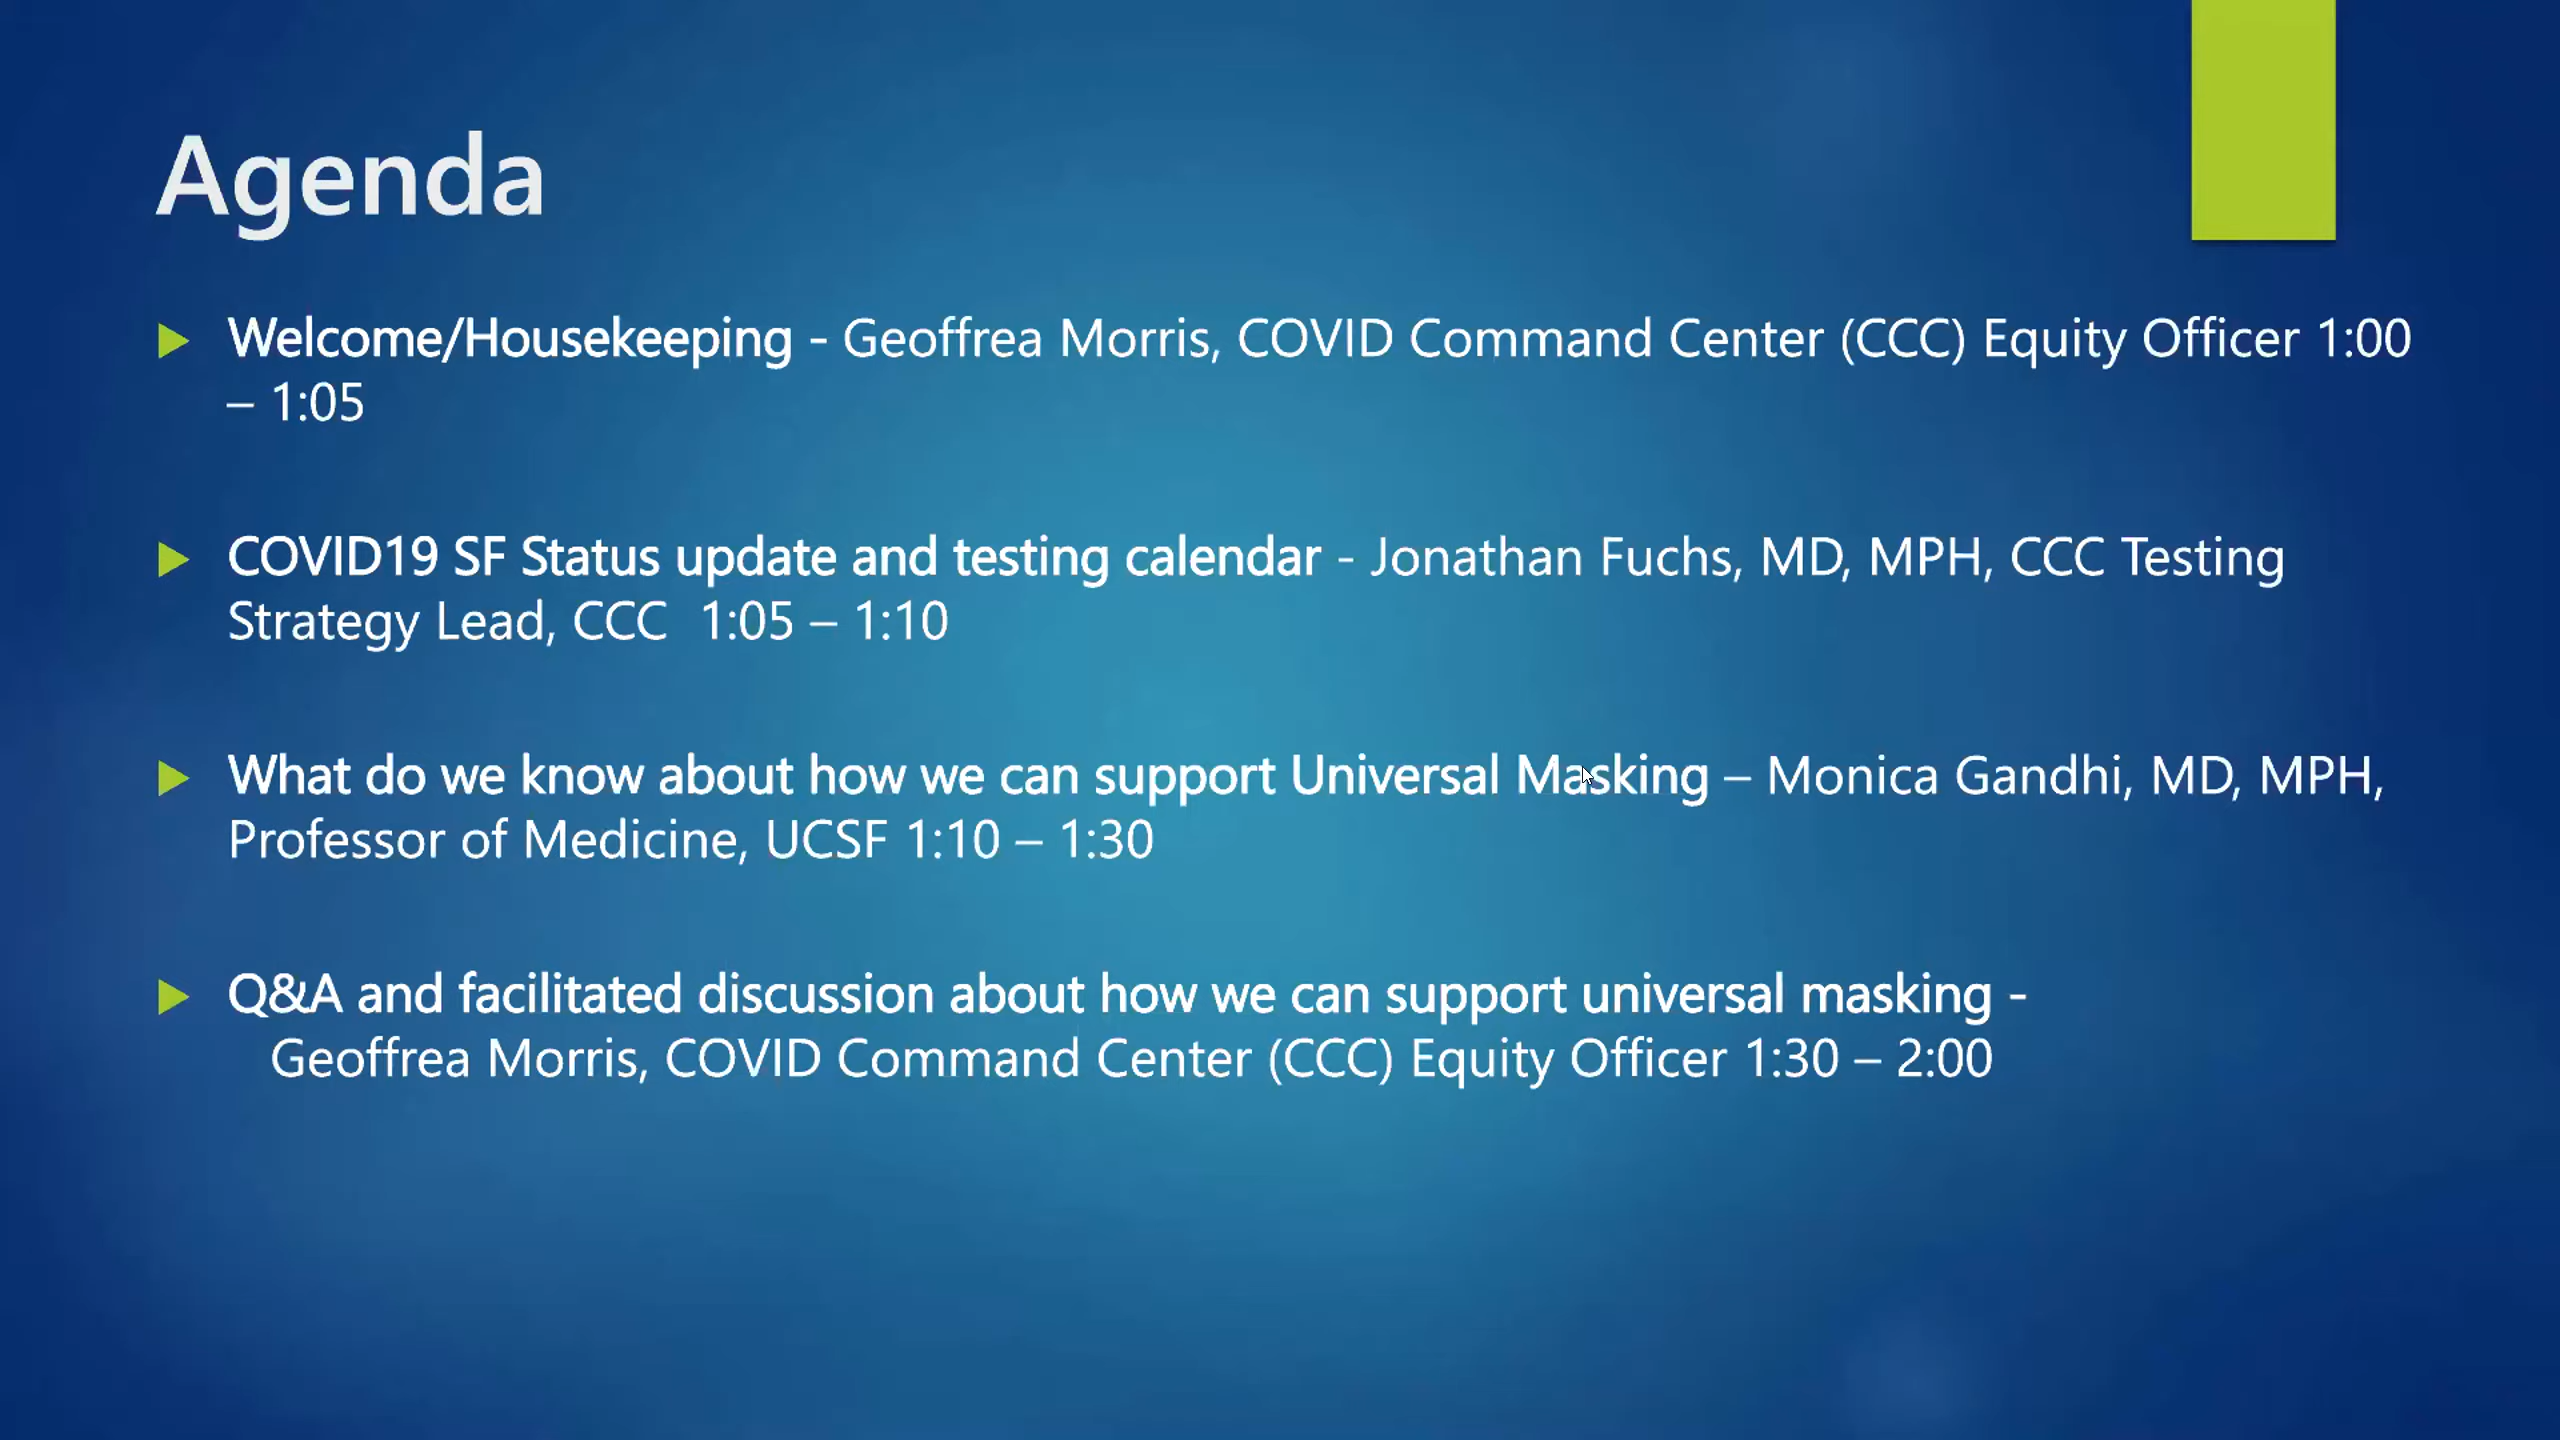 Agenda
Welcome/Housekeeping - Geoffrea Morris, COVID Command Center (CCC) Equity Officer 1:00
– 1:05
COVID19 SF Status update and testing calendar - Jonathan Fuchs, MD, MPH, CCC Testing
Strategy Lead, CCC  1:05 – 1:10
What do we know about how we can support Universal Masking – Monica Gandhi, MD, MPH,
Professor of Medicine, UCSF 1:10 – 1:30
Q&A and facilitated discussion about how we can support universal masking -
Geoffrea Morris, COVID Command Center (CCC) Equity Officer 1:30 – 2:00